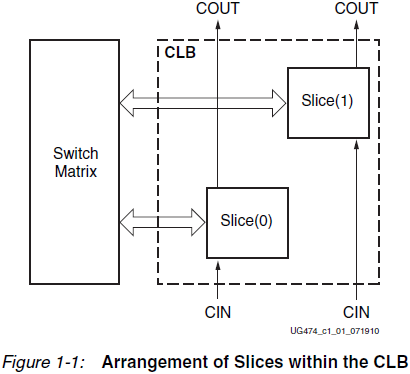 COUT COUT
CLB
Slice(1)
Switch
Matrix
Slice(0)
CIN CIN
UG474_c1_01_071910
Figure 1-1: Arrangement of Slices within the CLB